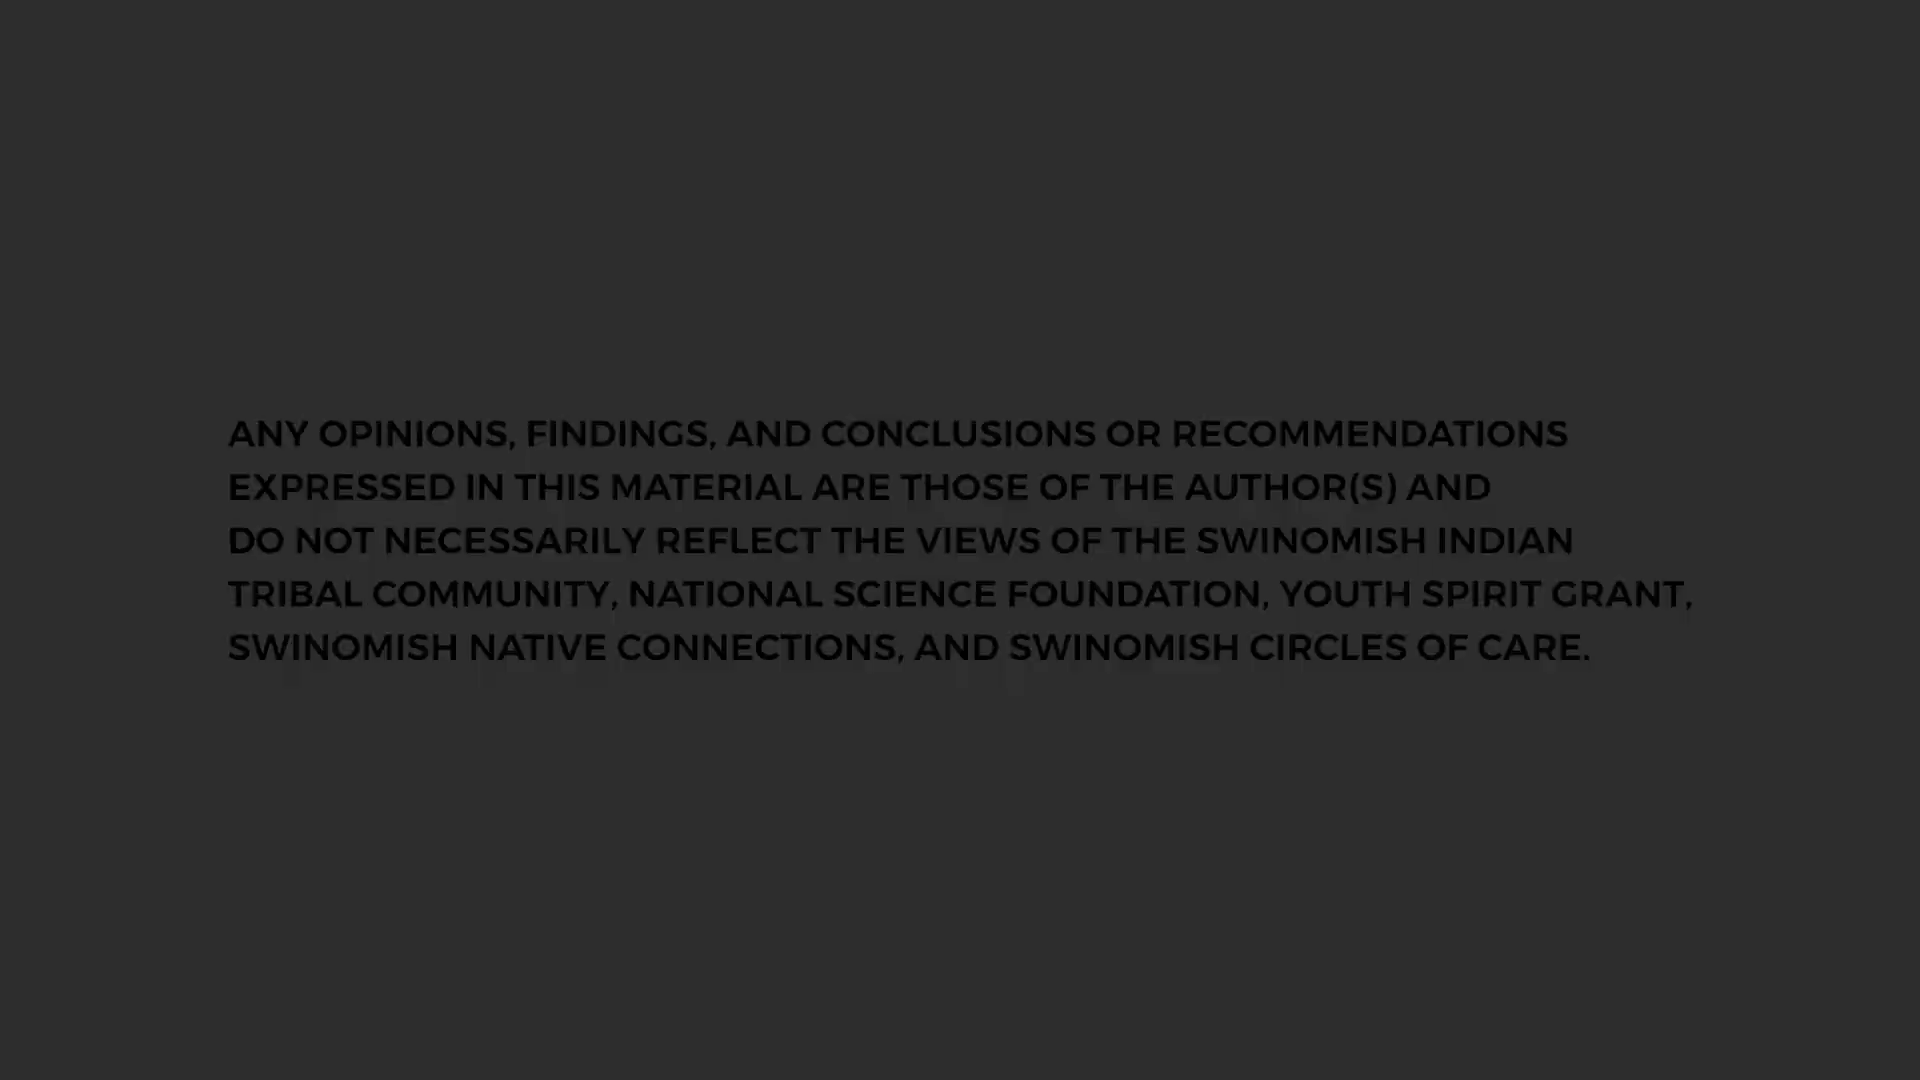 ANY OPINIONS, FINDINGS, AND CONCLUSIONS OR RECOMMENDATIONS
EXPRESSED IN THIS MATERIAL ARE THOSE OF THE AUTHOR(S) AND
DO NOT NECESSARILY REFLECT THE VIEWS OF THE SWINOMISH INDIAN
TRIBAL COMMUNITY, NATIONAL SCIENCE FOUNDATION, YOUTH SPIRIT GRANT,
SWINOMISH NATIVE CONNECTIONS, AND SWINOMISH CIRCLES OF CARE.